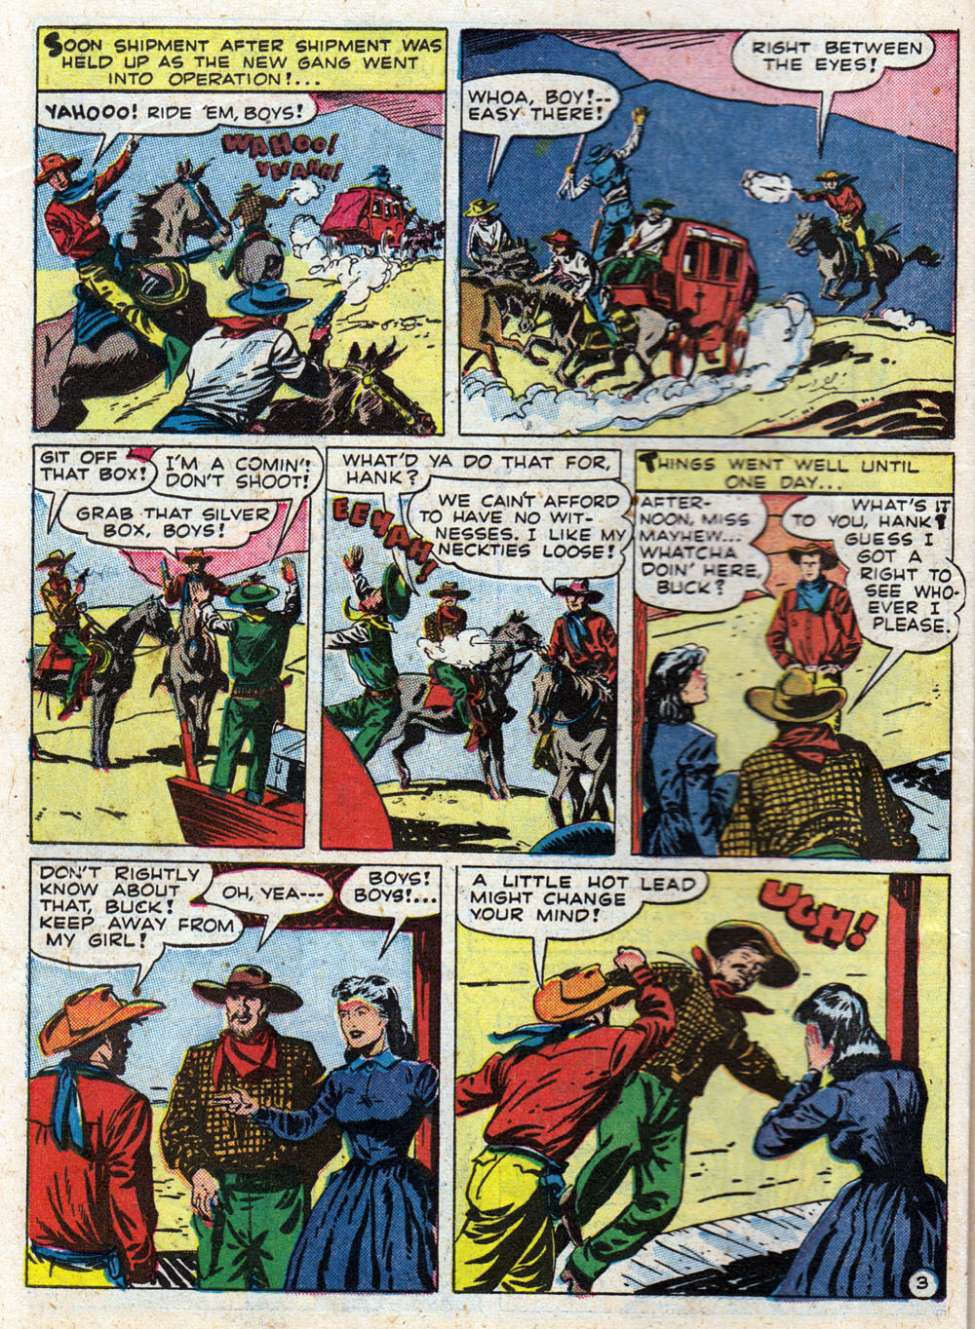 SOON SHIPMENT AFTER SHIPMENT WAS
HELD UP AS THE NEW GANG WENT
INTO OPERATION!...
YAHOOO! RIDE 'EM, BOYS!
WAHOO!
YEEAHH!
WHOA, BOY!--
EASY THERE!
RIGHT BETWEEN
THE EYES!
GIT OFF
THAT BOX!
I'M A COMIN'!
DON'T SHOOT!
GRAB THAT SILVER
BOX, BOYS!
WHAT'D YA DO THAT FOR,
HANK?
WE CAIN'T AFFORD
TO HAVE NO WIT-
NESSES. I LIKE MY
NECKTIES LOOSE!
EEYAH!
THINGS WENT WELL UNTIL
ONE DAY...
AFTER-
NOON, MISS
MAYHEW...
WHATCHA
DOIN' HERE,
BUCK?
WHAT'S IT
TO YOU, HANK?
GUESS I
GOT A
RIGHT TO
SEE WHO-
EVER I
PLEASE.
DON'T RIGHTLY
KNOW ABOUT
THAT, BUCK!
KEEP AWAY FROM
MY GIRL!
OH, YEA---
BOYS!
BOYS!...
A LITTLE HOT LEAD
MIGHT CHANGE
YOUR MIND!
UGH!
3